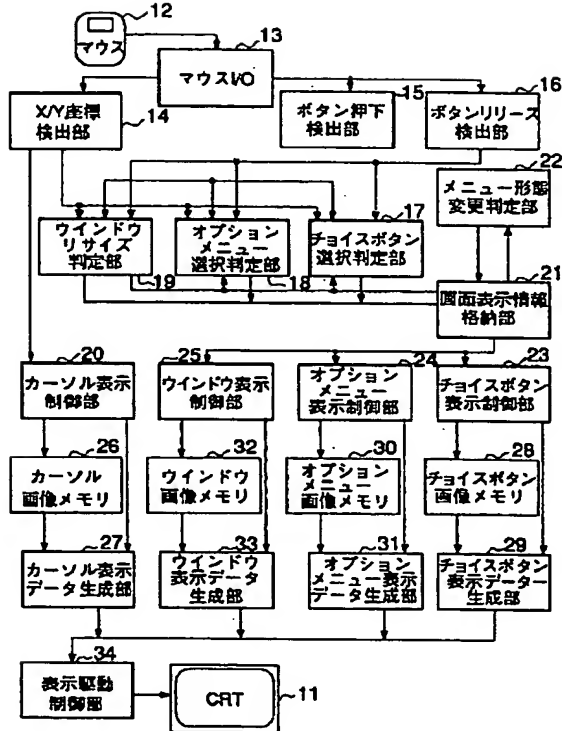 12
マウス
13
マウスI/O
X/Y座標
検出部
14
ボタン押下
検出部
15
ボタンリリース
検出部
16
22
メニュー形態
変更判定部
ウインドウ
リサイズ
判定部
19
オプション
メニュー
選択判定部
18
17
チョイスボタン
選択判定部
21
画面表示情報
格納部
20
カーソル表示
制御部
25
ウインドウ表示
制御部
24
オプション
メニュー
表示制御部
23
チョイスボタン
表示制御部
26
カーソル
画像メモリ
32
ウインドウ
画像メモリ
30
オプション
メニュー
画像メモリ
28
チョイスボタン
画像メモリ
27
カーソル表示
データ生成部
33
ウインドウ
表示データ
生成部
31
オプション
メニュー表示
データ生成部
29
チョイスボタン
表示データー
生成部
34
表示駆動
制御部
CRT
11